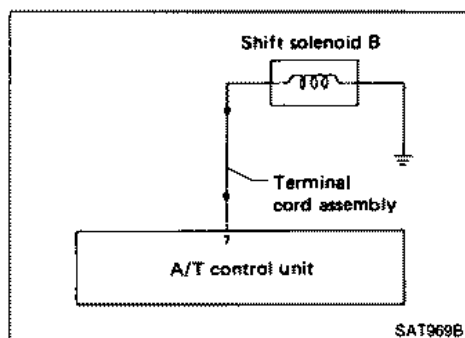 Shift solenoid B
Terminal
cord assembly
7
A/T control unit
SAT969B